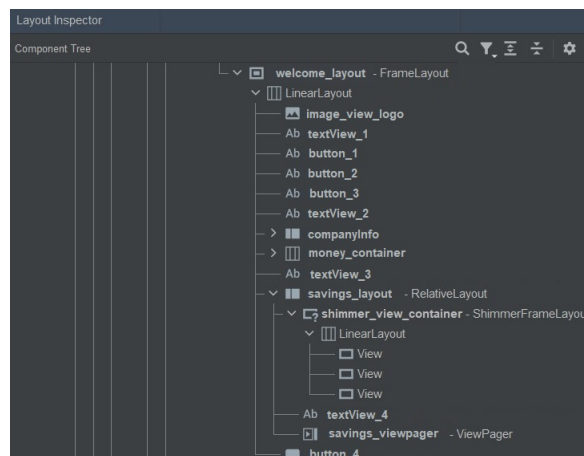 Layout Inspector
Component Tree
welcome_layout - FrameLayout
LinearLayout
image_view_logo
Ab textView_1
Ab button_1
Ab button_2
Ab button_3
Ab textView_2
companyInfo
money_container
Ab textView_3
savings_layout - RelativeLayout
shimmer_view_container - ShimmerFrameLayou
LinearLayout
View
View
View
Ab textView_4
savings_viewpager - ViewPager
button_4